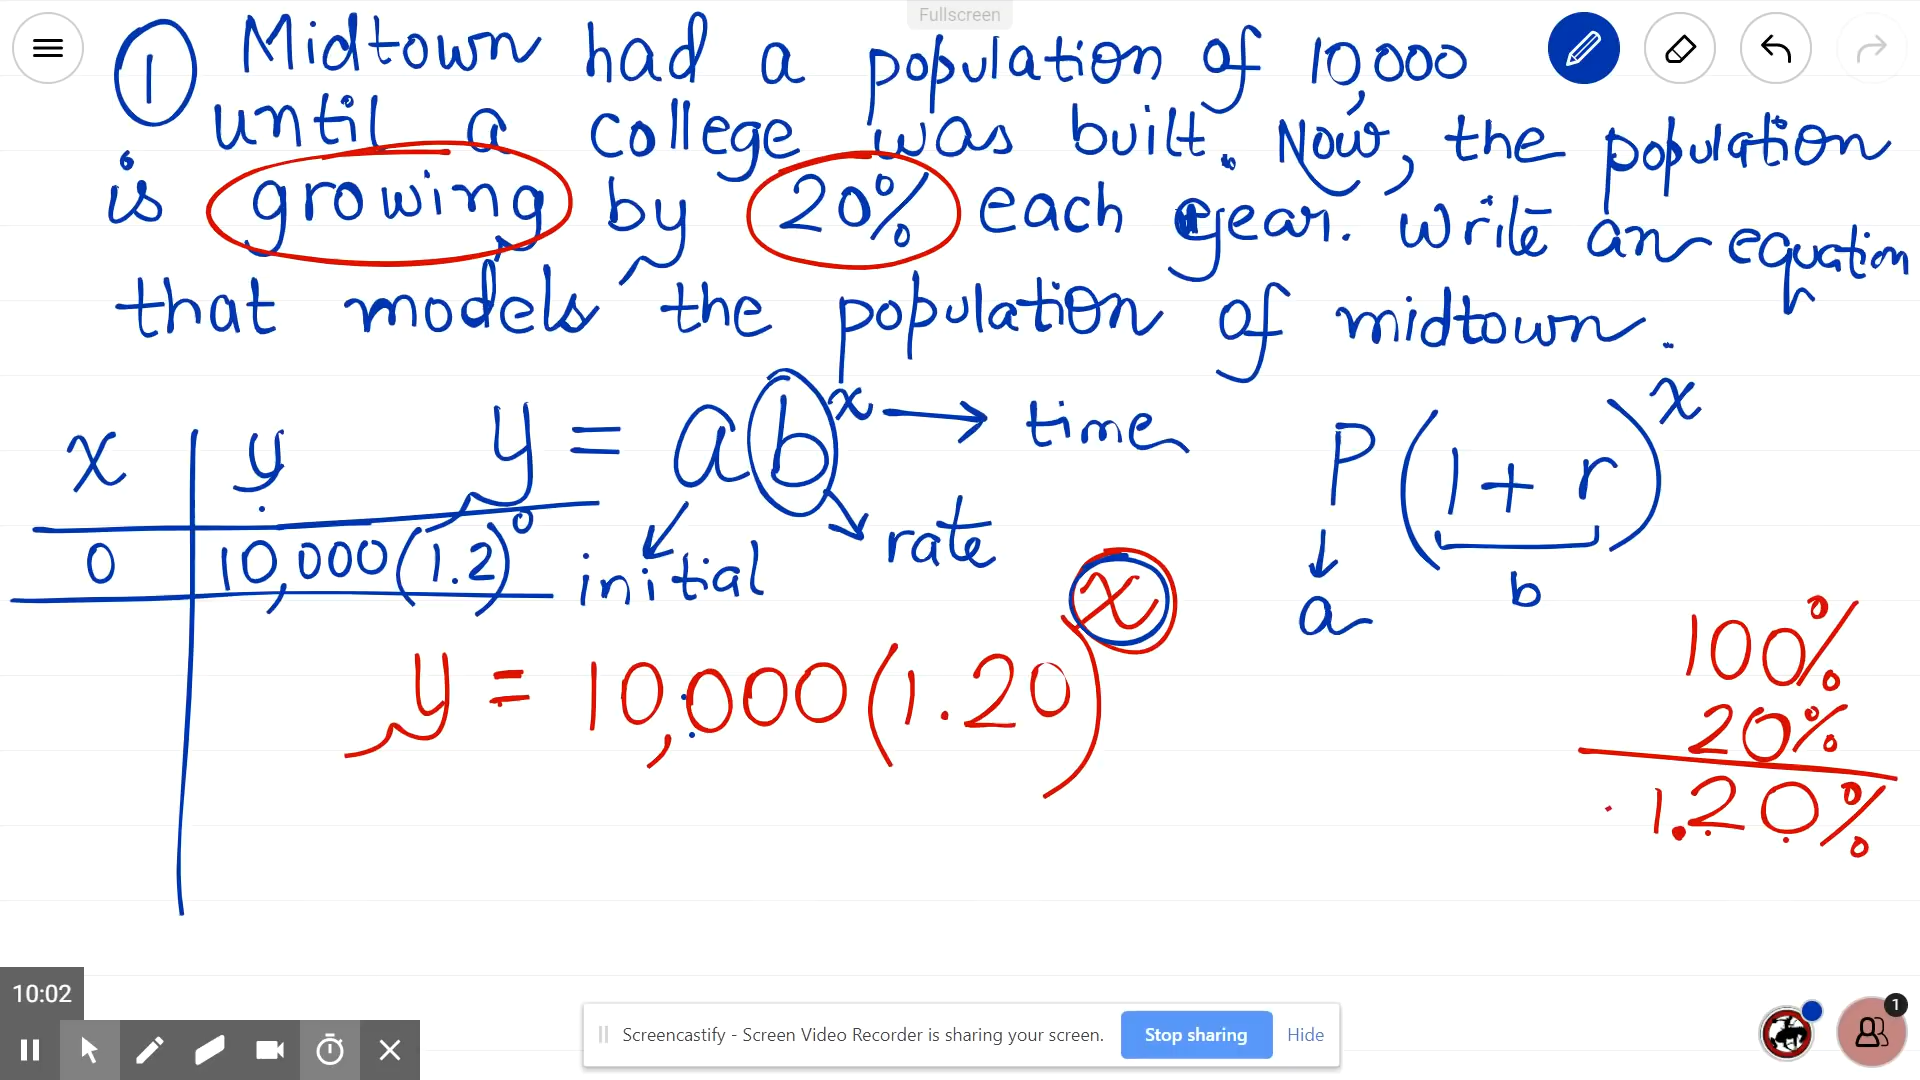 Fullscreen
① Midtown had a population of 10,000
until a college was built. Now, the population
is growing by 20% each year. Write an equation
that models the population of midtown.
x y y = ab^x → time P(1 + r)^x
0 10,000(1.2)^0 initial rate a b
y = 10,000(1.20)^x
100%
20%
1.20%
10:02
Screencastify - Screen Video Recorder is sharing your screen. Stop sharing Hide
1